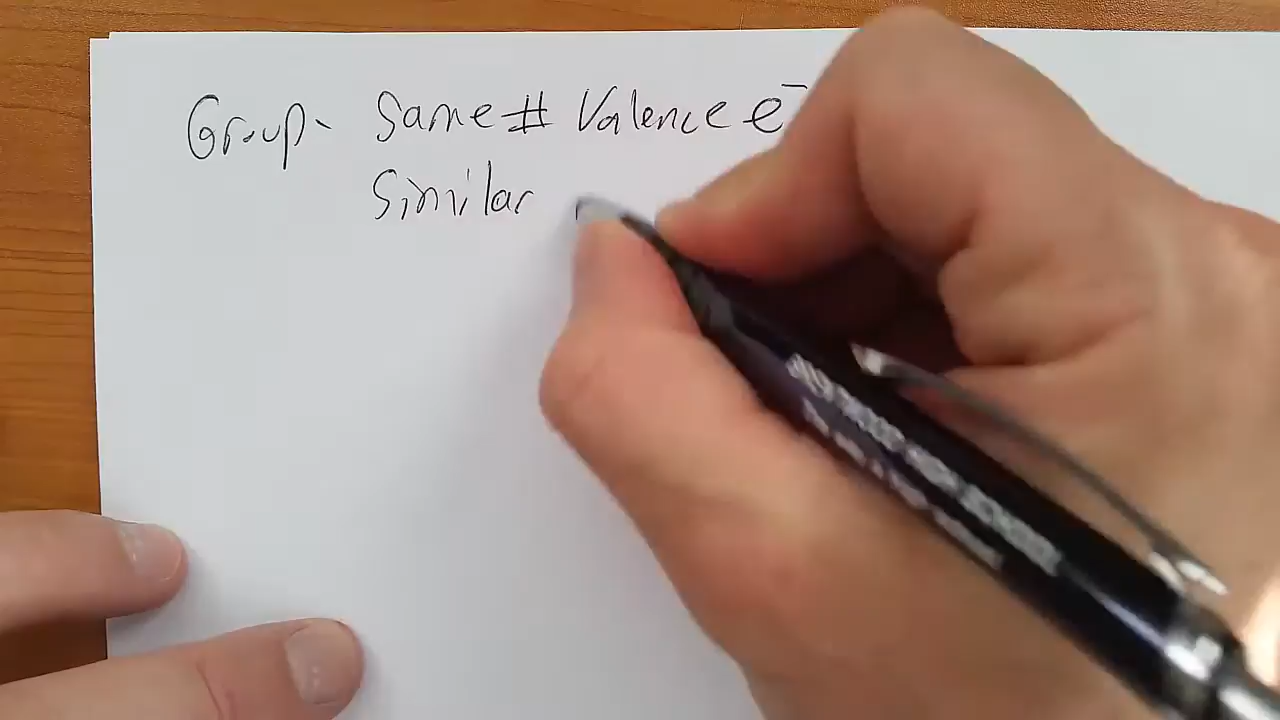 Group- Same # Valence e⁻
Similar